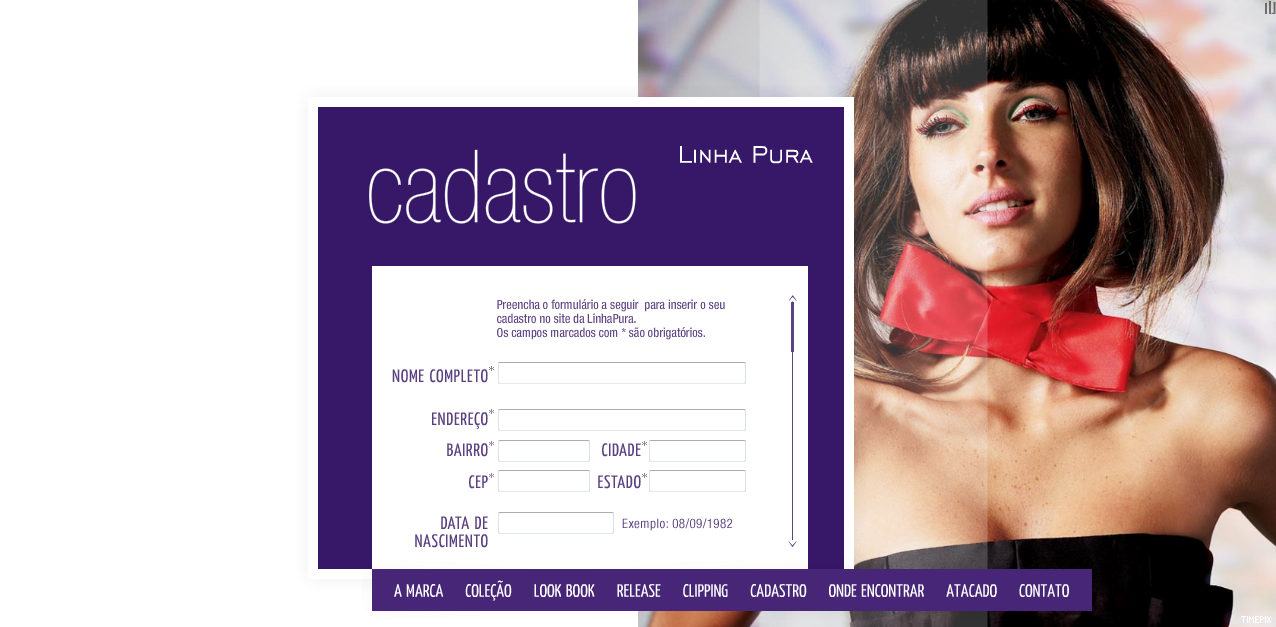 cadastro
LINHA PURA
Preencha o formulário a seguir para inserir o seu
cadastro no site da LinhaPura.
Os campos marcados com * são obrigatórios.
NOME COMPLETO*
ENDEREÇO*
BAIRRO*
CIDADE*
CEP*
ESTADO*
DATA DE
NASCIMENTO
Exemplo: 08/09/1982
A MARCA COLEÇÃO LOOK BOOK RELEASE CLIPPING CADASTRO ONDE ENCONTRAR ATACADO CONTATO
TIMEPIX